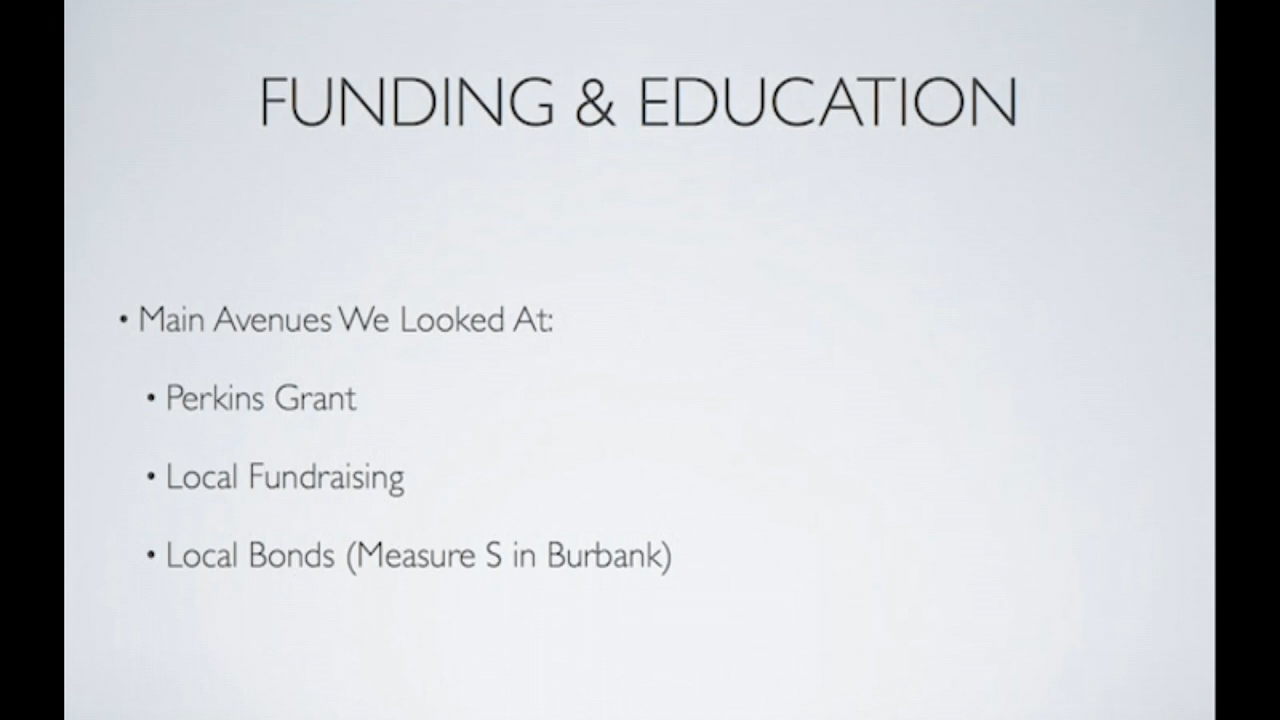 FUNDING & EDUCATION
• Main Avenues We Looked At:
• Perkins Grant
• Local Fundraising
• Local Bonds (Measure S in Burbank)